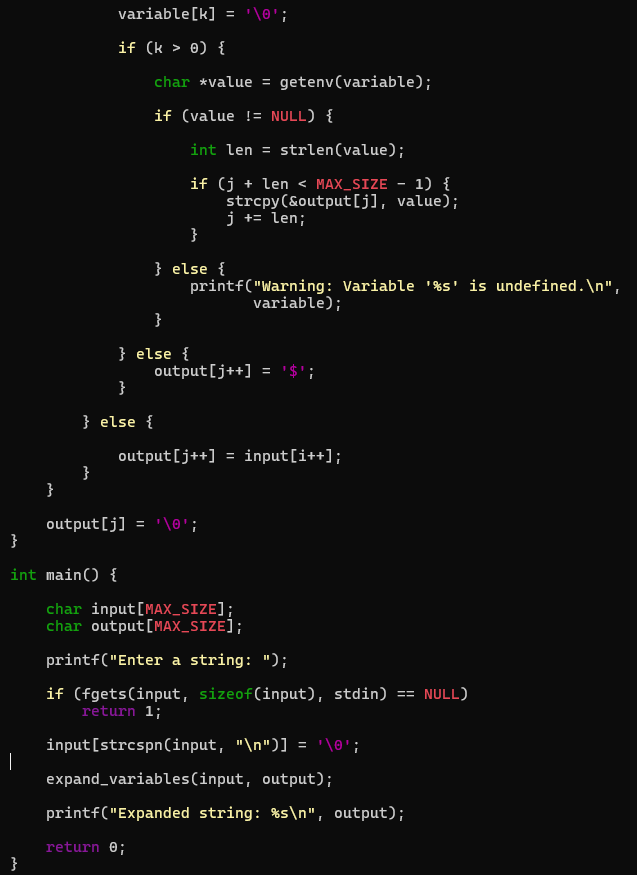 variable[k] = '\0';
if (k > 0) {
char *value = getenv(variable);
if (value != NULL) {
int len = strlen(value);
if (j + len < MAX_SIZE - 1) {
strcpy(&output[j], value);
j += len;
}
} else {
printf("Warning: Variable '%s' is undefined.\n",
variable);
}
} else {
output[j++] = '$';
}
} else {
output[j++] = input[i++];
}
}
output[j] = '\0';
}
int main() {
char input[MAX_SIZE];
char output[MAX_SIZE];
printf("Enter a string: ");
if (fgets(input, sizeof(input), stdin) == NULL)
return 1;
input[strcspn(input, "\n")] = '\0';
expand_variables(input, output);
printf("Expanded string: %s\n", output);
return 0;
}